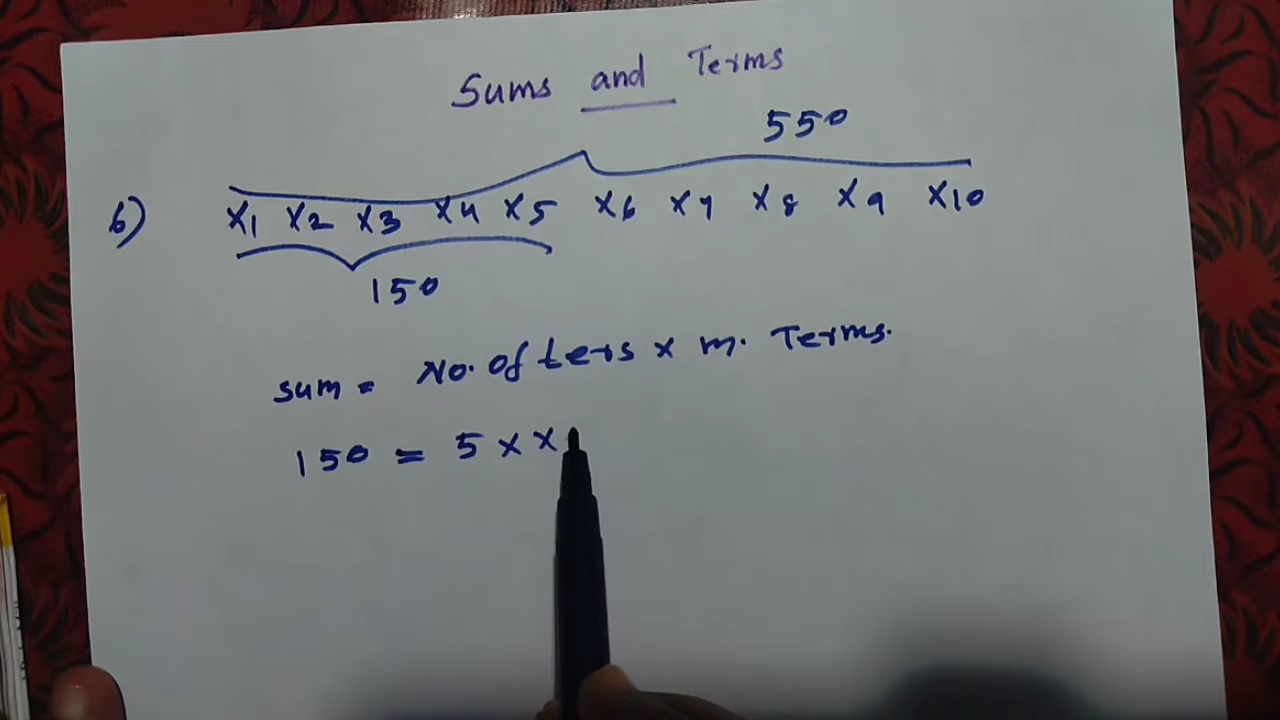 Sums and Terms
550
6) X1 X2 X3 X4 X5 X6 X7 X8 X9 X10
150
sum = No. of ters x m. Terms.
150 = 5 x x